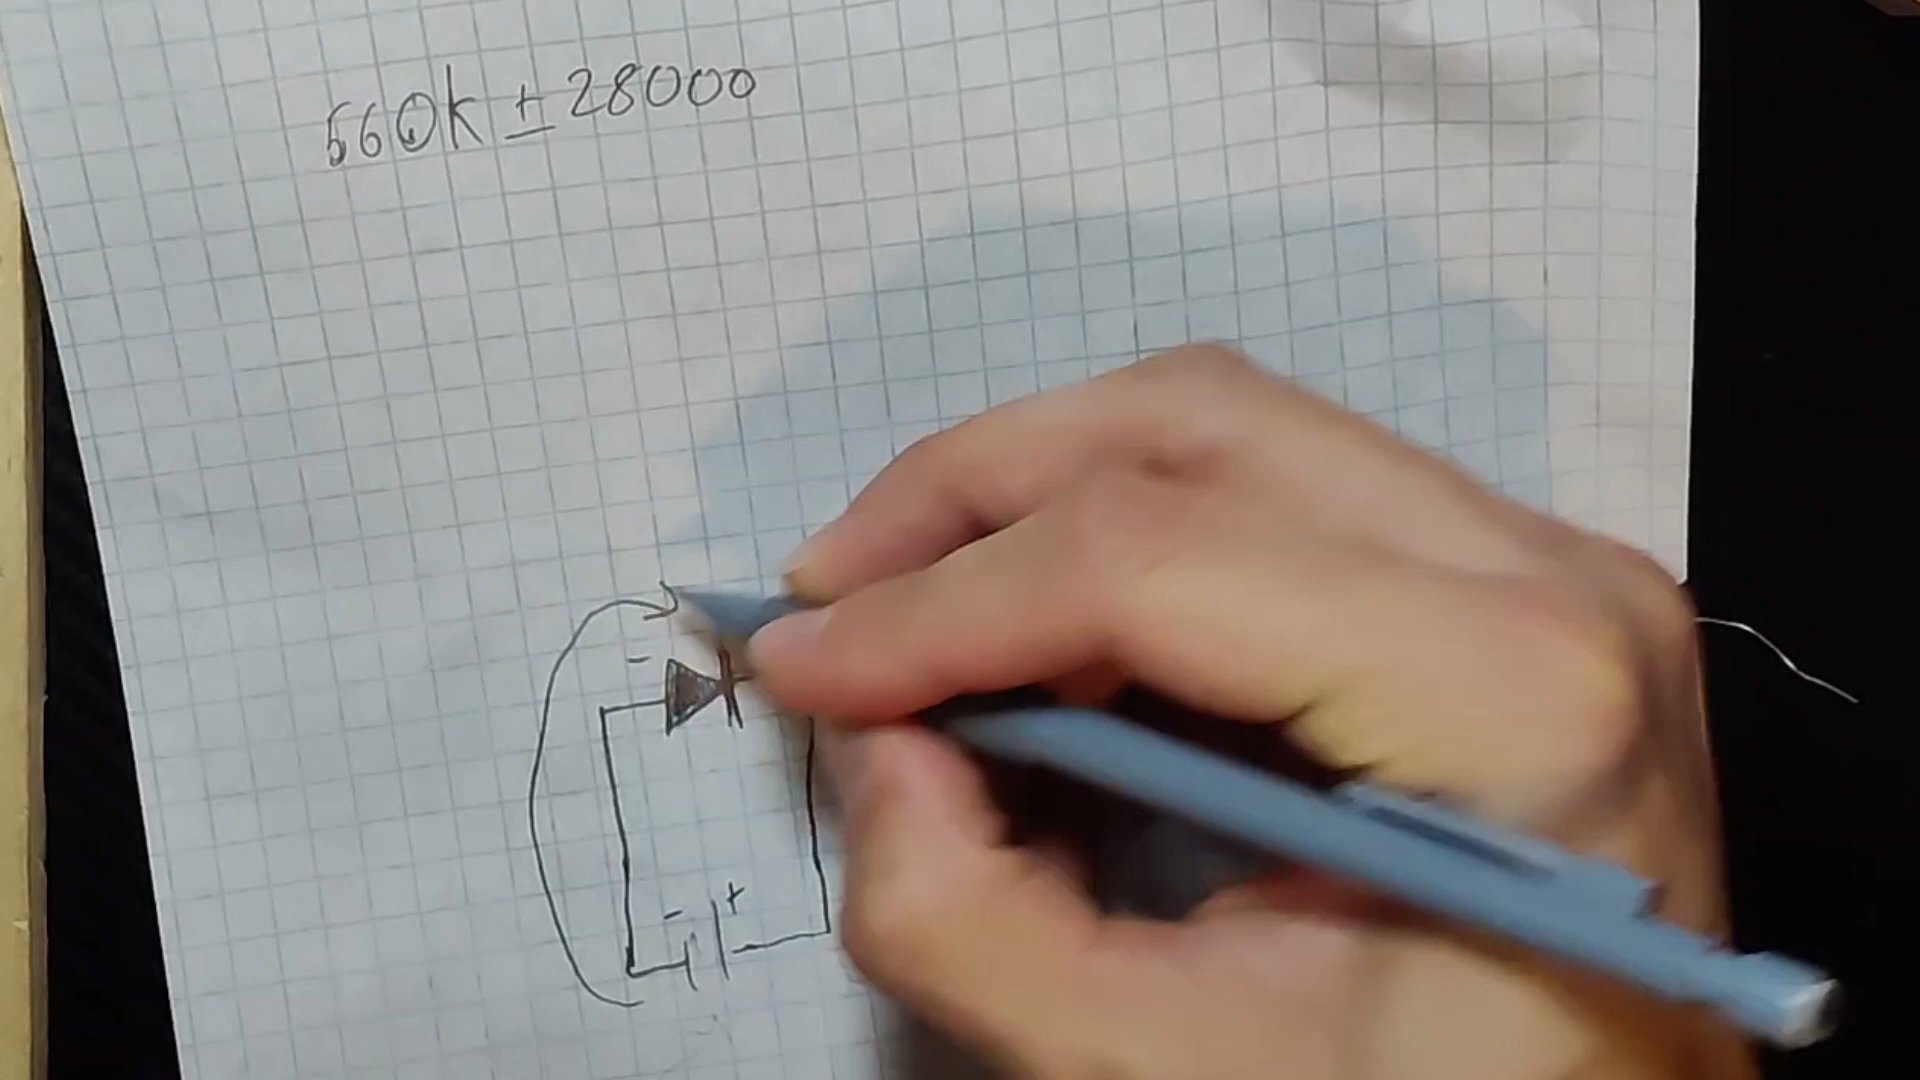 560k ± 28000
-
- +